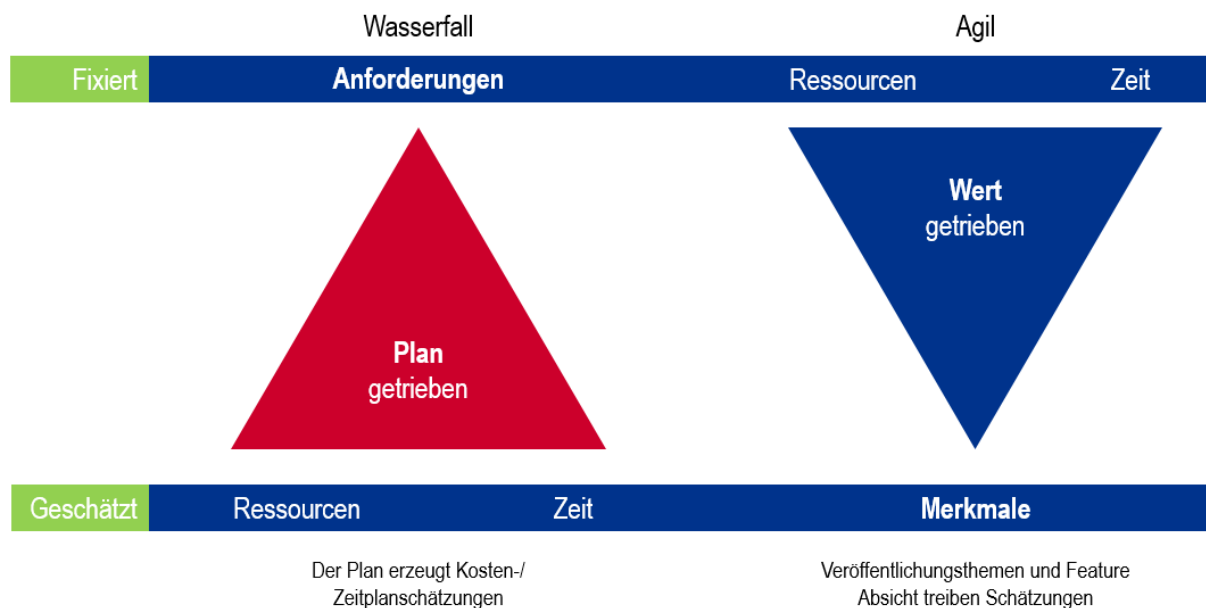 Wasserfall
Agil
Fixiert
Anforderungen
Ressourcen
Zeit
Plan
getrieben
Wert
getrieben
Geschätzt
Ressourcen
Zeit
Merkmale
Der Plan erzeugt Kosten-/
Zeitplanschätzungen
Veröffentlichungsthemen und Feature
Absicht treiben Schätzungen